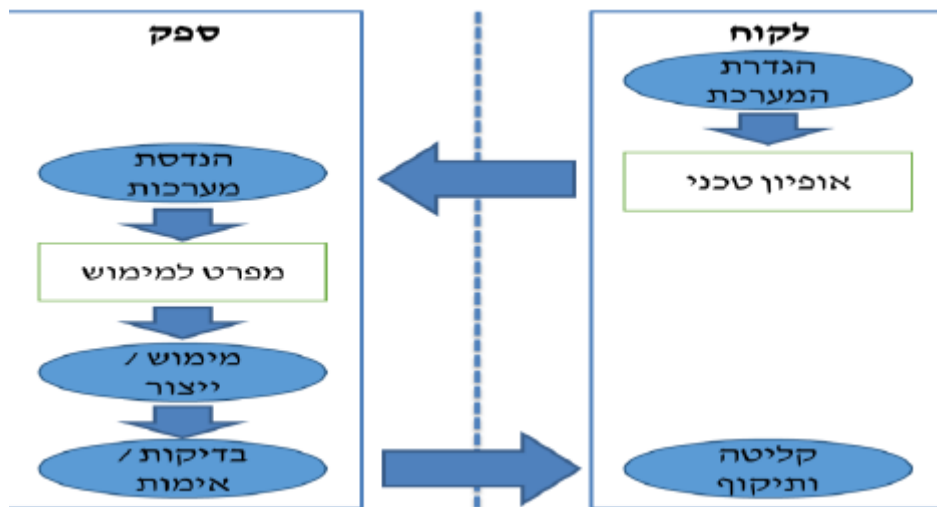 לקוח
הגדרת
המערכת
אופיון טכני
ספק
הנדסת
מערכות
מפרט למימוש
מימוש /
ייצור
בדיקות /
אימות
קליטה
ותיקוף